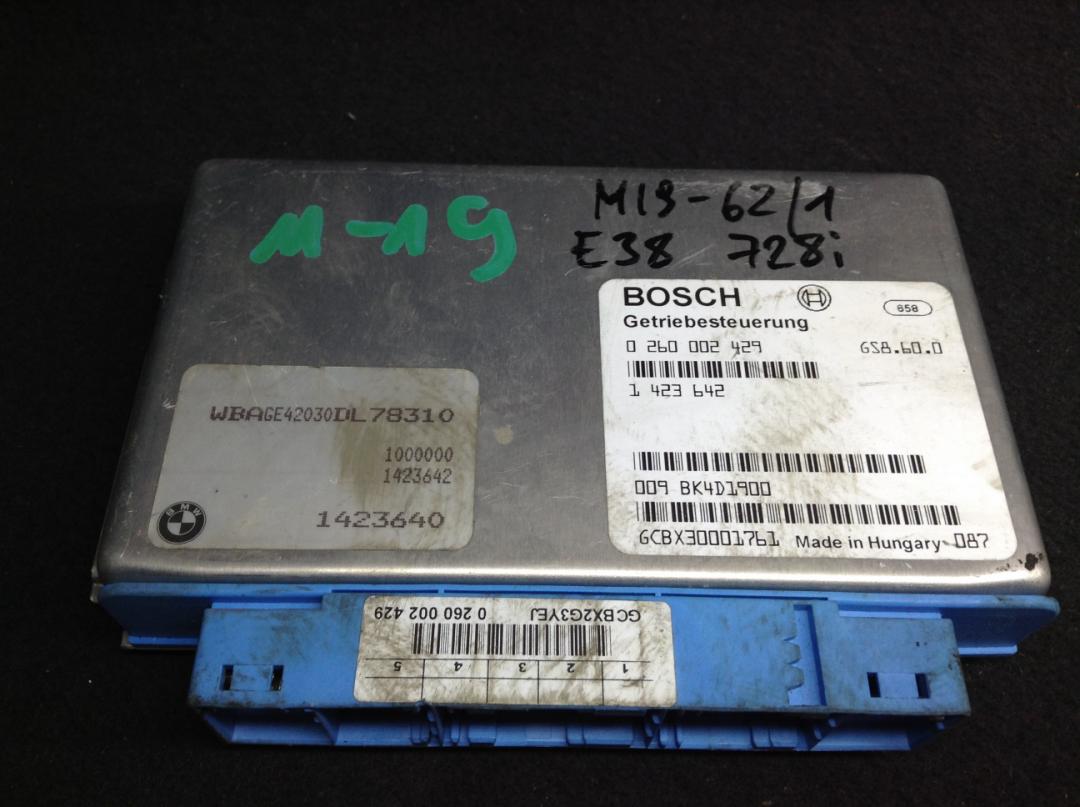 M-19
M19-62/1
E38 728i
BOSCH
658
Getriebesteuerung
0 260 002 429 GS8.60.0
1 423 642
009 BK4D1900
GCBX30001761 Made in Hungary 087
WBAGE42030DL78310
1000000
1423642
BMW
1423640
GCBX2G3YEJ 0 260 002 429
1 2 3 4 5